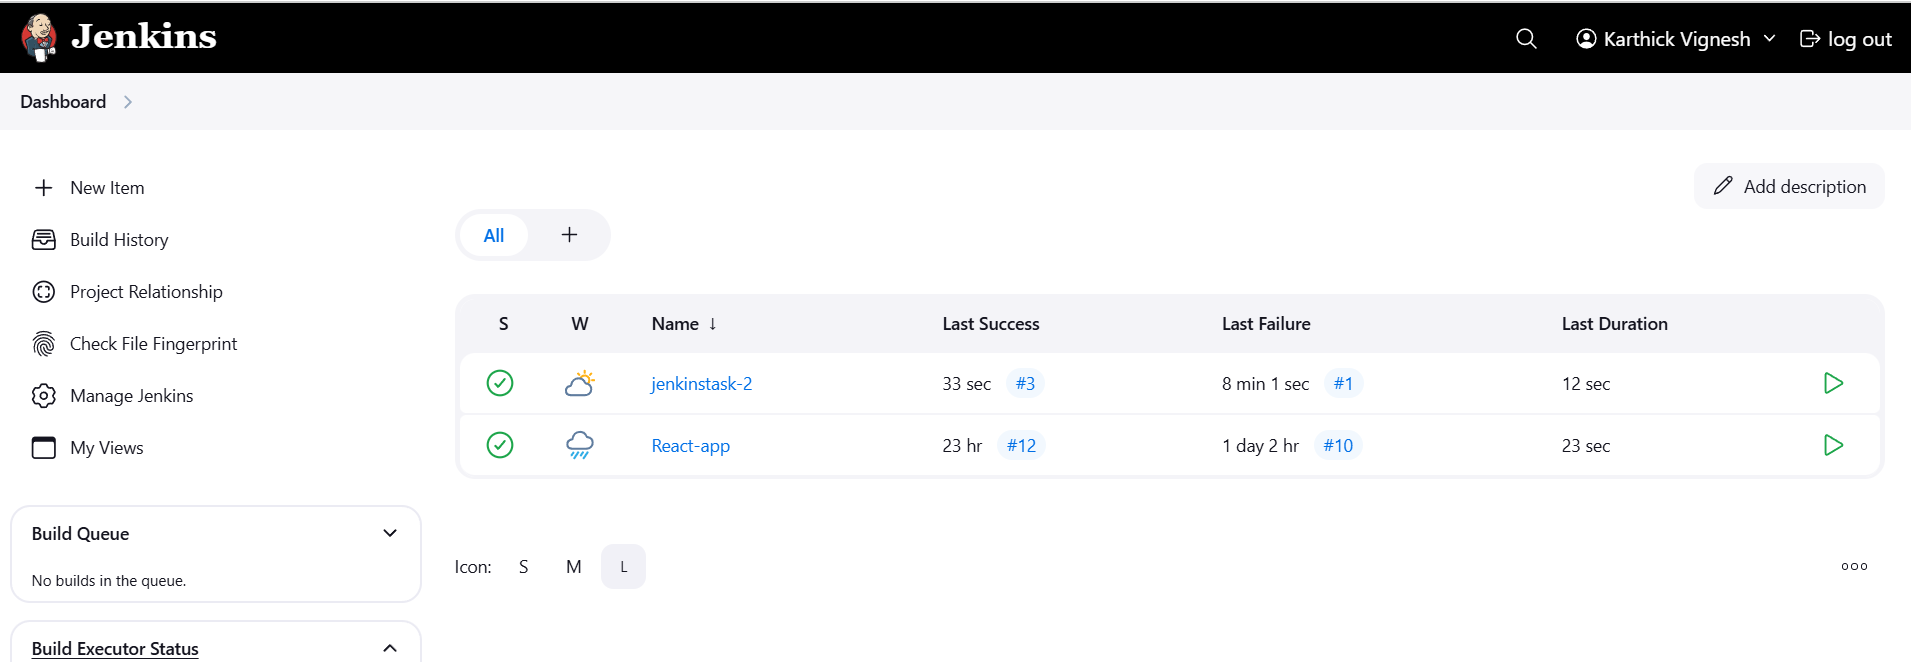 Jenkins
Karthick Vignesh
log out
Dashboard
New Item
Build History
Project Relationship
Check File Fingerprint
Manage Jenkins
My Views
Build Queue
No builds in the queue.
Build Executor Status
Add description
All +
S W Name ↓ Last Success Last Failure Last Duration
jenkinstask-2 33 sec #3 8 min 1 sec #1 12 sec
React-app 23 hr #12 1 day 2 hr #10 23 sec
Icon: S M L